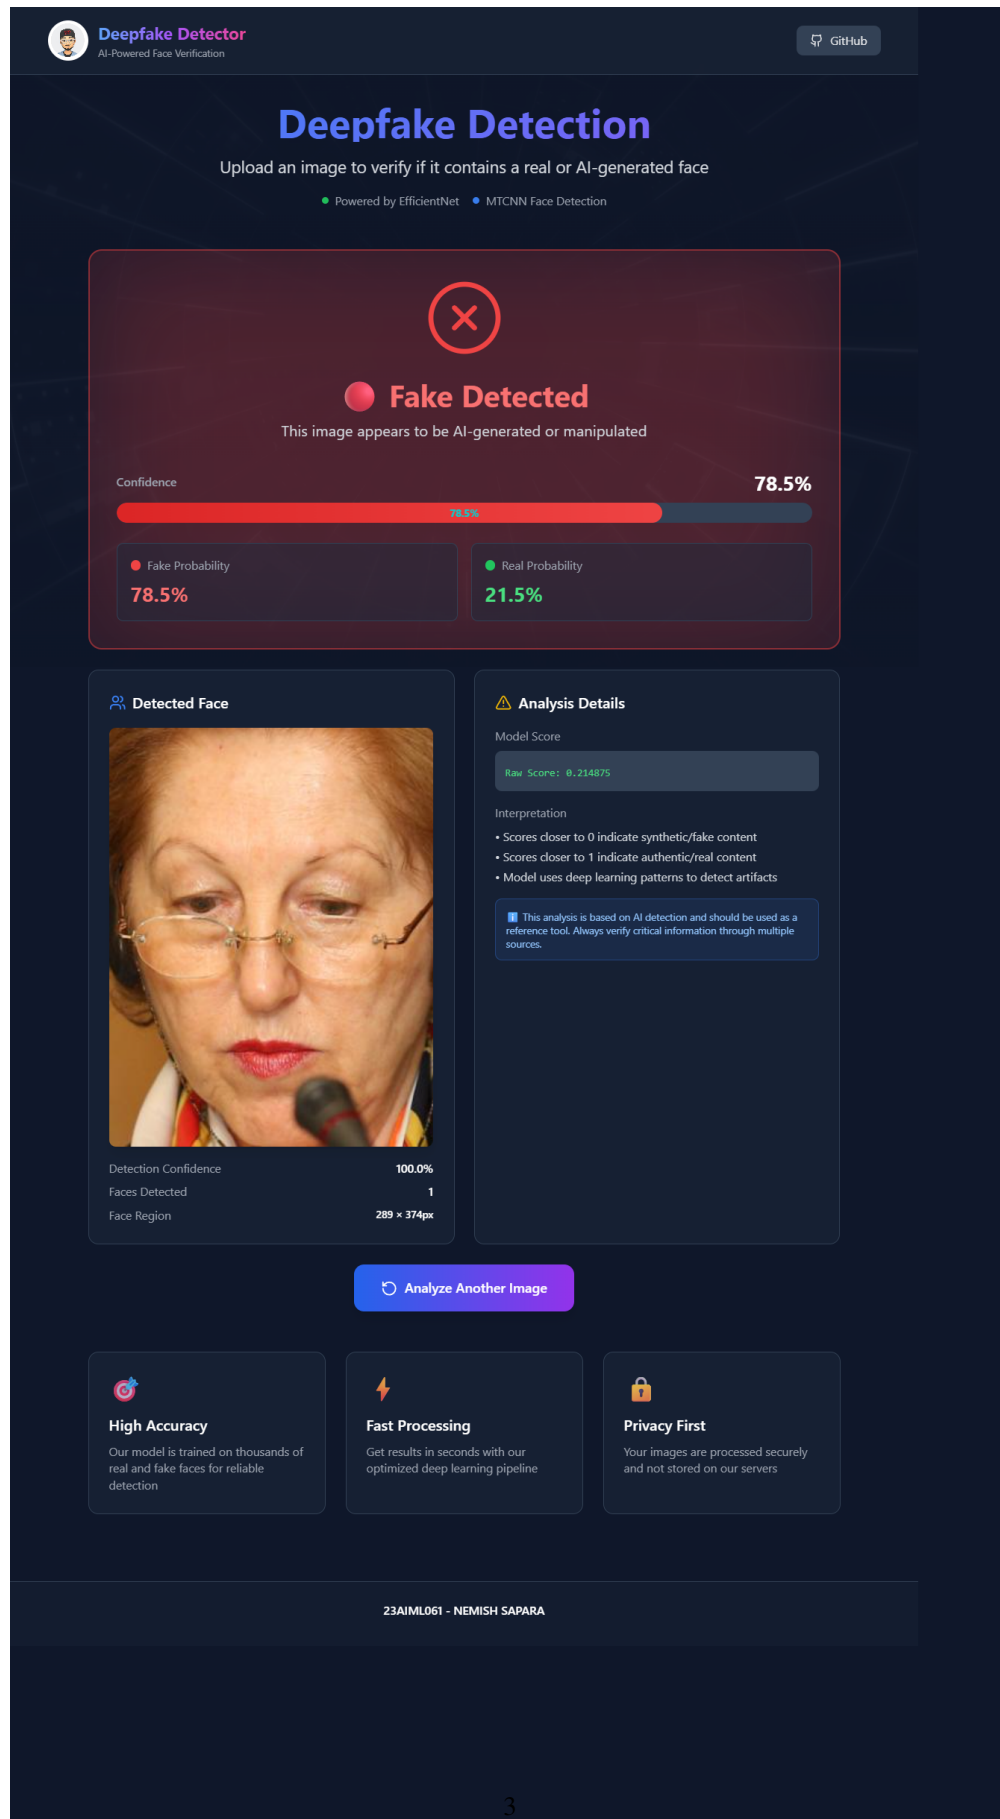 Deepfake Detector
AI-Powered Face Verification
GitHub
Deepfake Detection
Upload an image to verify if it contains a real or AI-generated face
Powered by EfficientNet
MTCNN Face Detection
Fake Detected
This image appears to be AI-generated or manipulated
Confidence
78.5%
78.5%
Fake Probability
78.5%
Real Probability
21.5%
Detected Face
Detection Confidence 100.0%
Faces Detected 1
Face Region 289 × 374px
Analysis Details
Model Score
Raw Score: 0.214875
Interpretation
• Scores closer to 0 indicate synthetic/fake content
• Scores closer to 1 indicate authentic/real content
• Model uses deep learning patterns to detect artifacts
This analysis is based on AI detection and should be used as a
reference tool. Always verify critical information through multiple
sources.
Analyze Another Image
High Accuracy
Our model is trained on thousands of
real and fake faces for reliable
detection
Fast Processing
Get results in seconds with our
optimized deep learning pipeline
Privacy First
Your images are processed securely
and not stored on our servers
23AIML061 - NEMISH SAPARA
3